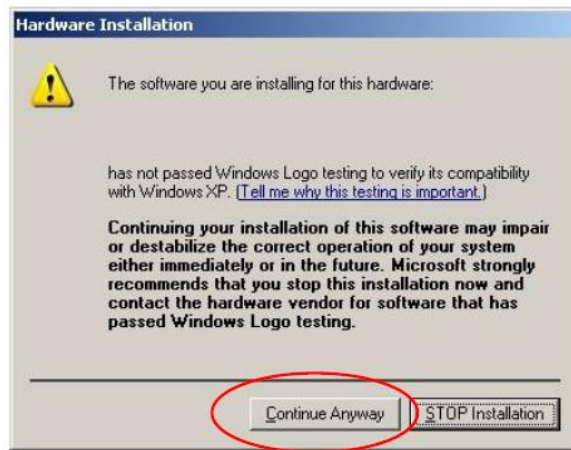 Hardware Installation
The software you are installing for this hardware:
has not passed Windows Logo testing to verify its compatibility
with Windows XP. (Tell me why this testing is important.)
Continuing your installation of this software may impair
or destabilize the correct operation of your system
either immediately or in the future. Microsoft strongly
recommends that you stop this installation now and
contact the hardware vendor for software that has
passed Windows Logo testing.
Continue Anyway
STOP Installation